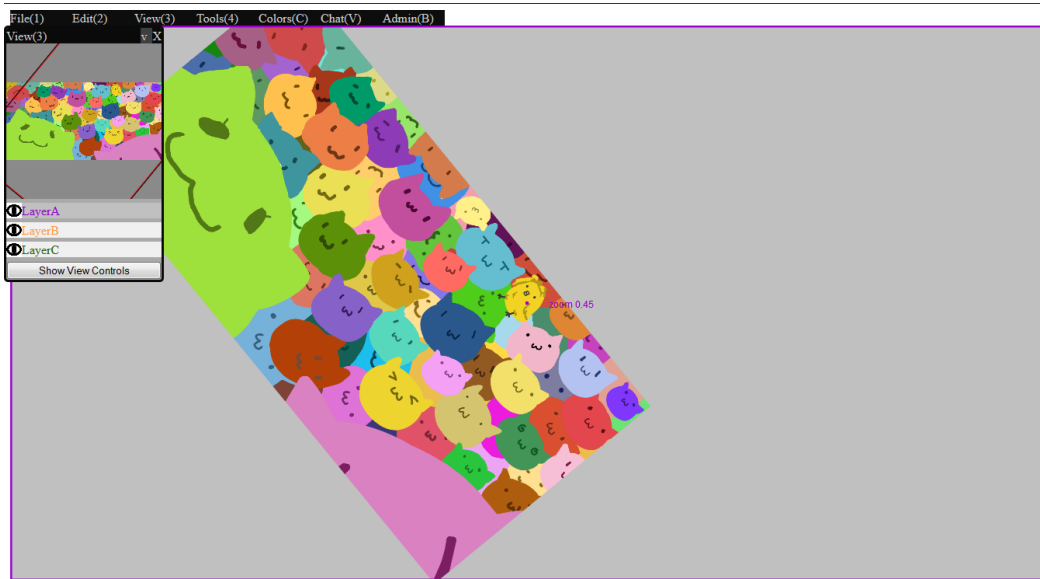 File(1) Edit(2) View(3) Tools(4) Colors(C) Chat(V) Admin(B)
View(3) v X
LayerA
LayerB
LayerC
Show View Controls
zoom 0.45